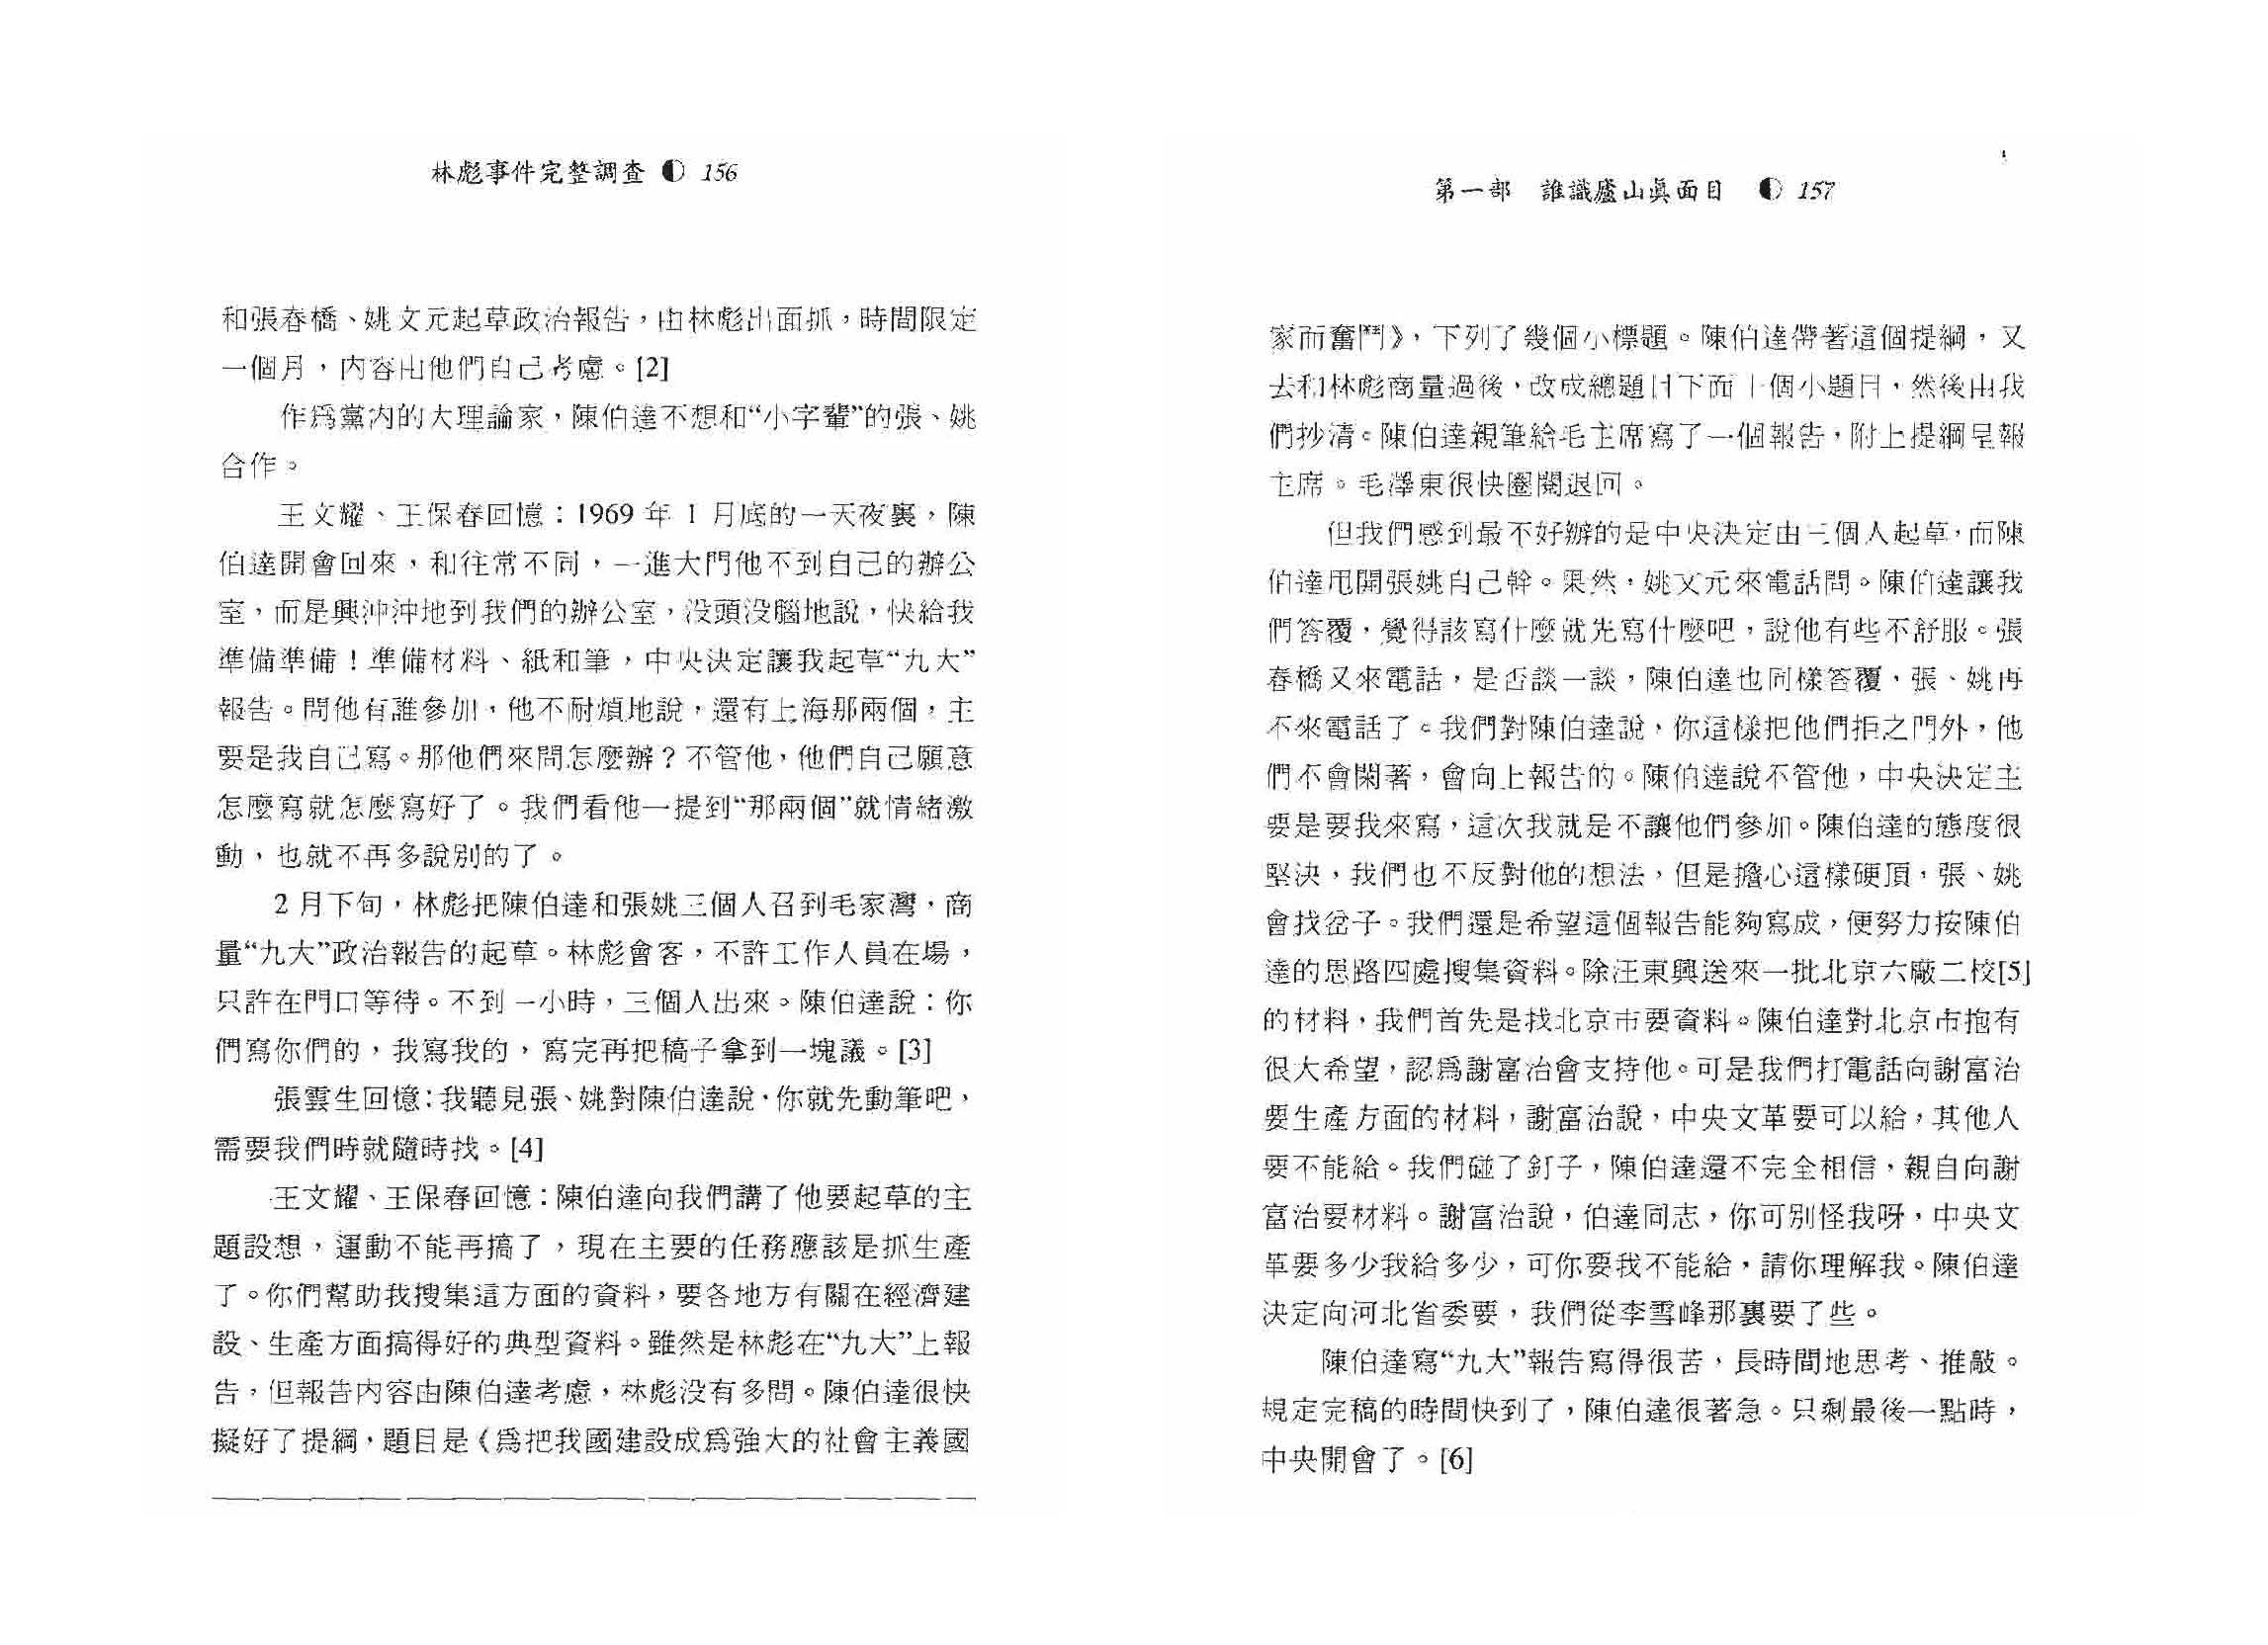 林彪事件完整調查 156
和張春橋、姚文元起草政治報告，由林彪出面抓，時間限定
一個月，内容由他們自己考慮。[2]
作爲黨内的大理論家，陳伯達不想和“小字輩”的張、姚
合作。
王文耀、王保春回憶：1969 年 1 月底的一天夜裏，陳
伯達開會回來，和往常不同，一進大門他不到自己的辦公
室，而是興沖沖地到我們的辦公室，没頭没腦地說，快給我
準備準備！準備材料、紙和筆，中央決定讓我起草“九大”
報告。問他有誰參加，他不耐煩地說，還有上海那兩個，主
要是我自己寫。那他們來問怎麼辦？不管他，他們自己願意
怎麼寫就怎麼寫好了。我們看他一提到“那兩個”就情緒激
動，也就不再多說别的了。
2 月下旬，林彪把陳伯達和張姚三個人召到毛家灣，商
量“九大”政治報告的起草。林彪會客，不許工作人員在場，
只許在門口等待。不到一小時，三個人出來。陳伯達說：你
們寫你們的，我寫我的，寫完再把稿子拿到一塊議。[3]
張雲生回憶：我聽見張、姚對陳伯達說，你就先動筆吧，
需要我們時就隨時找。[4]
王文耀、王保春回憶：陳伯達向我們講了他要起草的主
題設想，運動不能再搞了，現在主要的任務應該是抓生產
了。你們幫助我搜集這方面的資料，要各地方有關在經濟建
設、生產方面搞得好的典型資料。雖然是林彪在“九大”上報
告，但報告内容由陳伯達考慮，林彪没有多問。陳伯達很快
擬好了提綱，題目是《爲把我國建設成爲強大的社會主義國
第一部 誰識廬山眞面目 157
家而奮鬥》，下列了幾個小標題。陳伯達帶著這個提綱，又
去和林彪商量過後，改成總題目下面十個小題目，然後由我
們抄清。陳伯達親筆給毛主席寫了一個報告，附上提綱呈報
主席。毛澤東很快圈閱退回。
但我們感到最不好辦的是中央決定由三個人起草，而陳
伯達甩開張姚自己幹。果然，姚文元來電話問。陳伯達讓我
們答覆，覺得該寫什麼就先寫什麼吧，說他有些不舒服。張
春橋又來電話，是否談一談，陳伯達也同樣答覆，張、姚再
不來電話了。我們對陳伯達說，你這樣把他們拒之門外，他
們不會閑著，會向上報告的。陳伯達說不管他，中央決定主
要是要我來寫，這次我就是不讓他們參加。陳伯達的態度很
堅決，我們也不反對他的想法，但是擔心這樣硬頂，張、姚
會找岔子。我們還是希望這個報告能夠寫成，便努力按陳伯
達的思路四處搜集資料。除汪東興送來一批北京六廠二校[5]
的材料，我們首先是找北京市要資料。陳伯達對北京市抱有
很大希望，認爲謝富治會支持他。可是我們打電話向謝富治
要生產方面的材料，謝富治說，中央文革要可以給，其他人
要不能給。我們碰了釘子，陳伯達還不完全相信，親自向謝
富治要材料。謝富治說，伯達同志，你可別怪我呀，中央文
革要多少我給多少，可你要我不能給，請你理解我。陳伯達
決定向河北省委要，我們從李雪峰那裏要了些。
陳伯達寫“九大”報告寫得很苦，長時間地思考、推敲。
規定完稿的時間快到了，陳伯達很著急。只剩最後一點時，
中央開會了。[6]